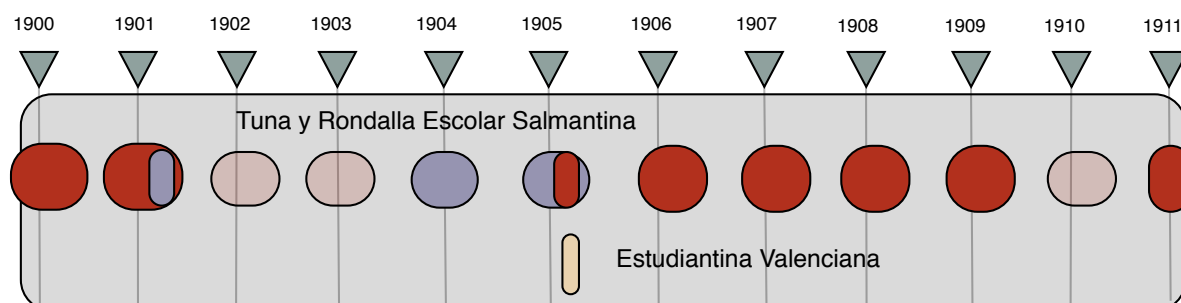 1900 1901 1902 1903 1904 1905 1906 1907 1908 1909 1910 1911
Tuna y Rondalla Escolar Salmantina
Estudiantina Valenciana